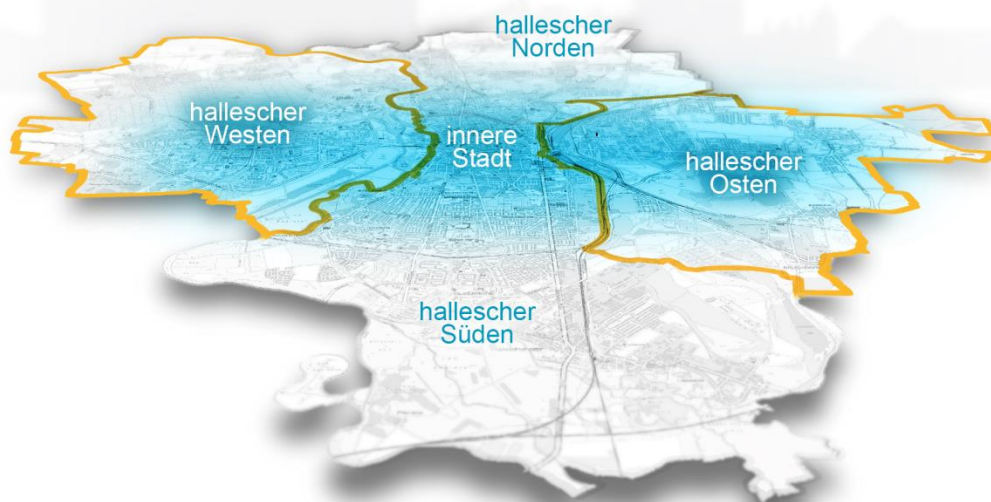 hallescher
Norden
hallescher
Westen
innere
Stadt
hallescher
Osten
hallescher
Süden